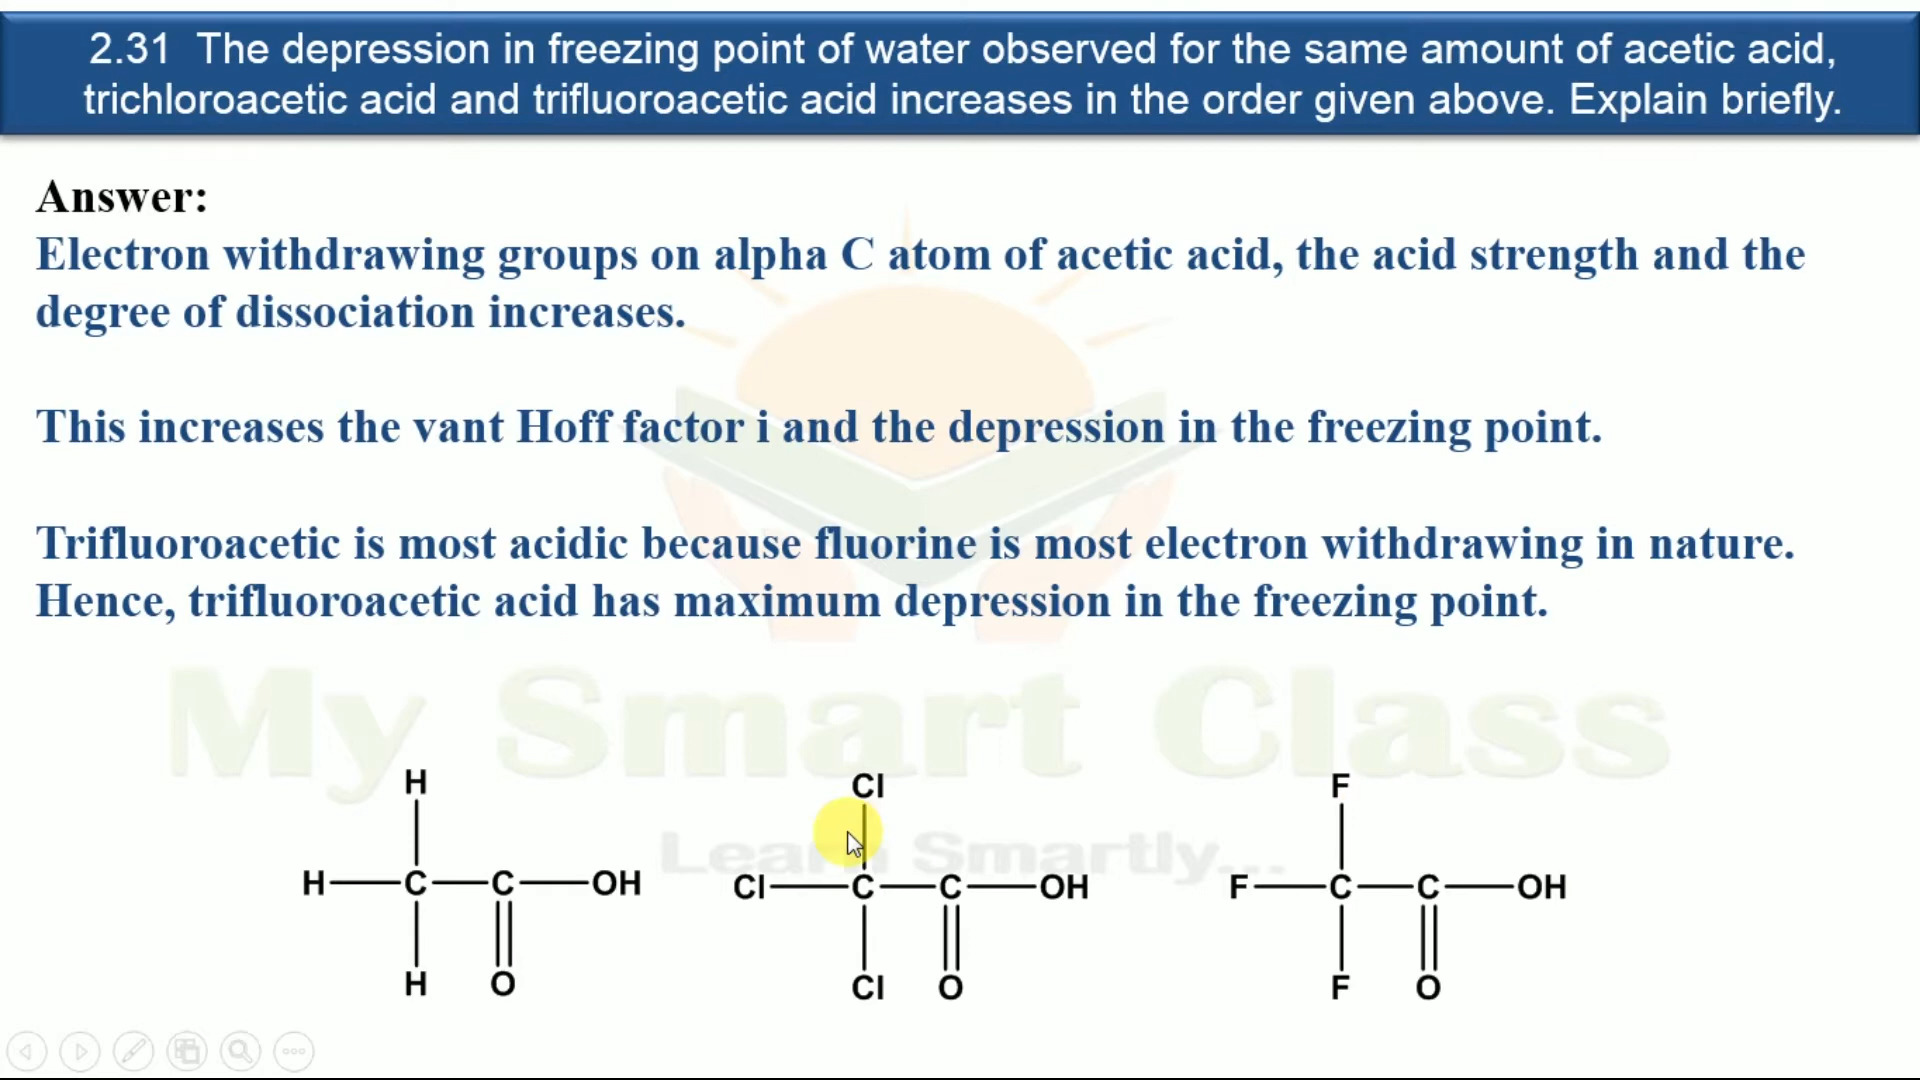 2.31 The depression in freezing point of water observed for the same amount of acetic acid,
trichloroacetic acid and trifluoroacetic acid increases in the order given above. Explain briefly.
Answer:
Electron withdrawing groups on alpha C atom of acetic acid, the acid strength and the
degree of dissociation increases.
This increases the vant Hoff factor i and the depression in the freezing point.
Trifluoroacetic is most acidic because fluorine is most electron withdrawing in nature.
Hence, trifluoroacetic acid has maximum depression in the freezing point.
My Smart Class
Learn Smartly...
H Cl F
H C C OH Cl C C OH F C C OH
H O Cl O F O